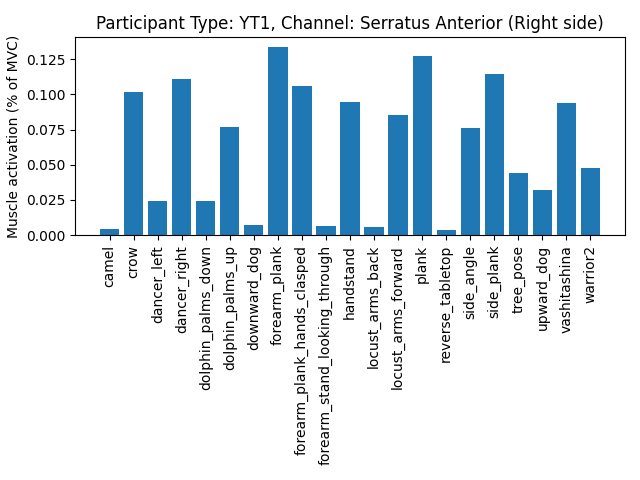 Participant Type: YT1, Channel: Serratus Anterior (Right side)
Muscle activation (% of MVC)
0.125
0.100
0.075
0.050
0.025
0.000
camel
crow
dancer_left
dancer_right
dolphin_palms_down
dolphin_palms_up
downward_dog
forearm_plank
forearm_plank_hands_clasped
forearm_stand_looking_through
handstand
locust_arms_back
locust_arms_forward
plank
reverse_tabletop
side_angle
side_plank
tree_pose
upward_dog
vashitashina
warrior2